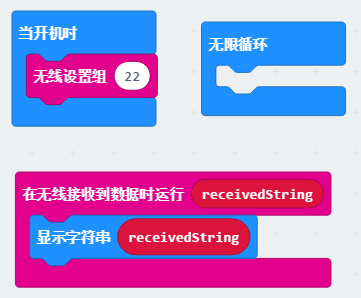 当开机时
无线设置组 22
无限循环
在无线接收到数据时运行 receivedString
显示字符串 receivedString